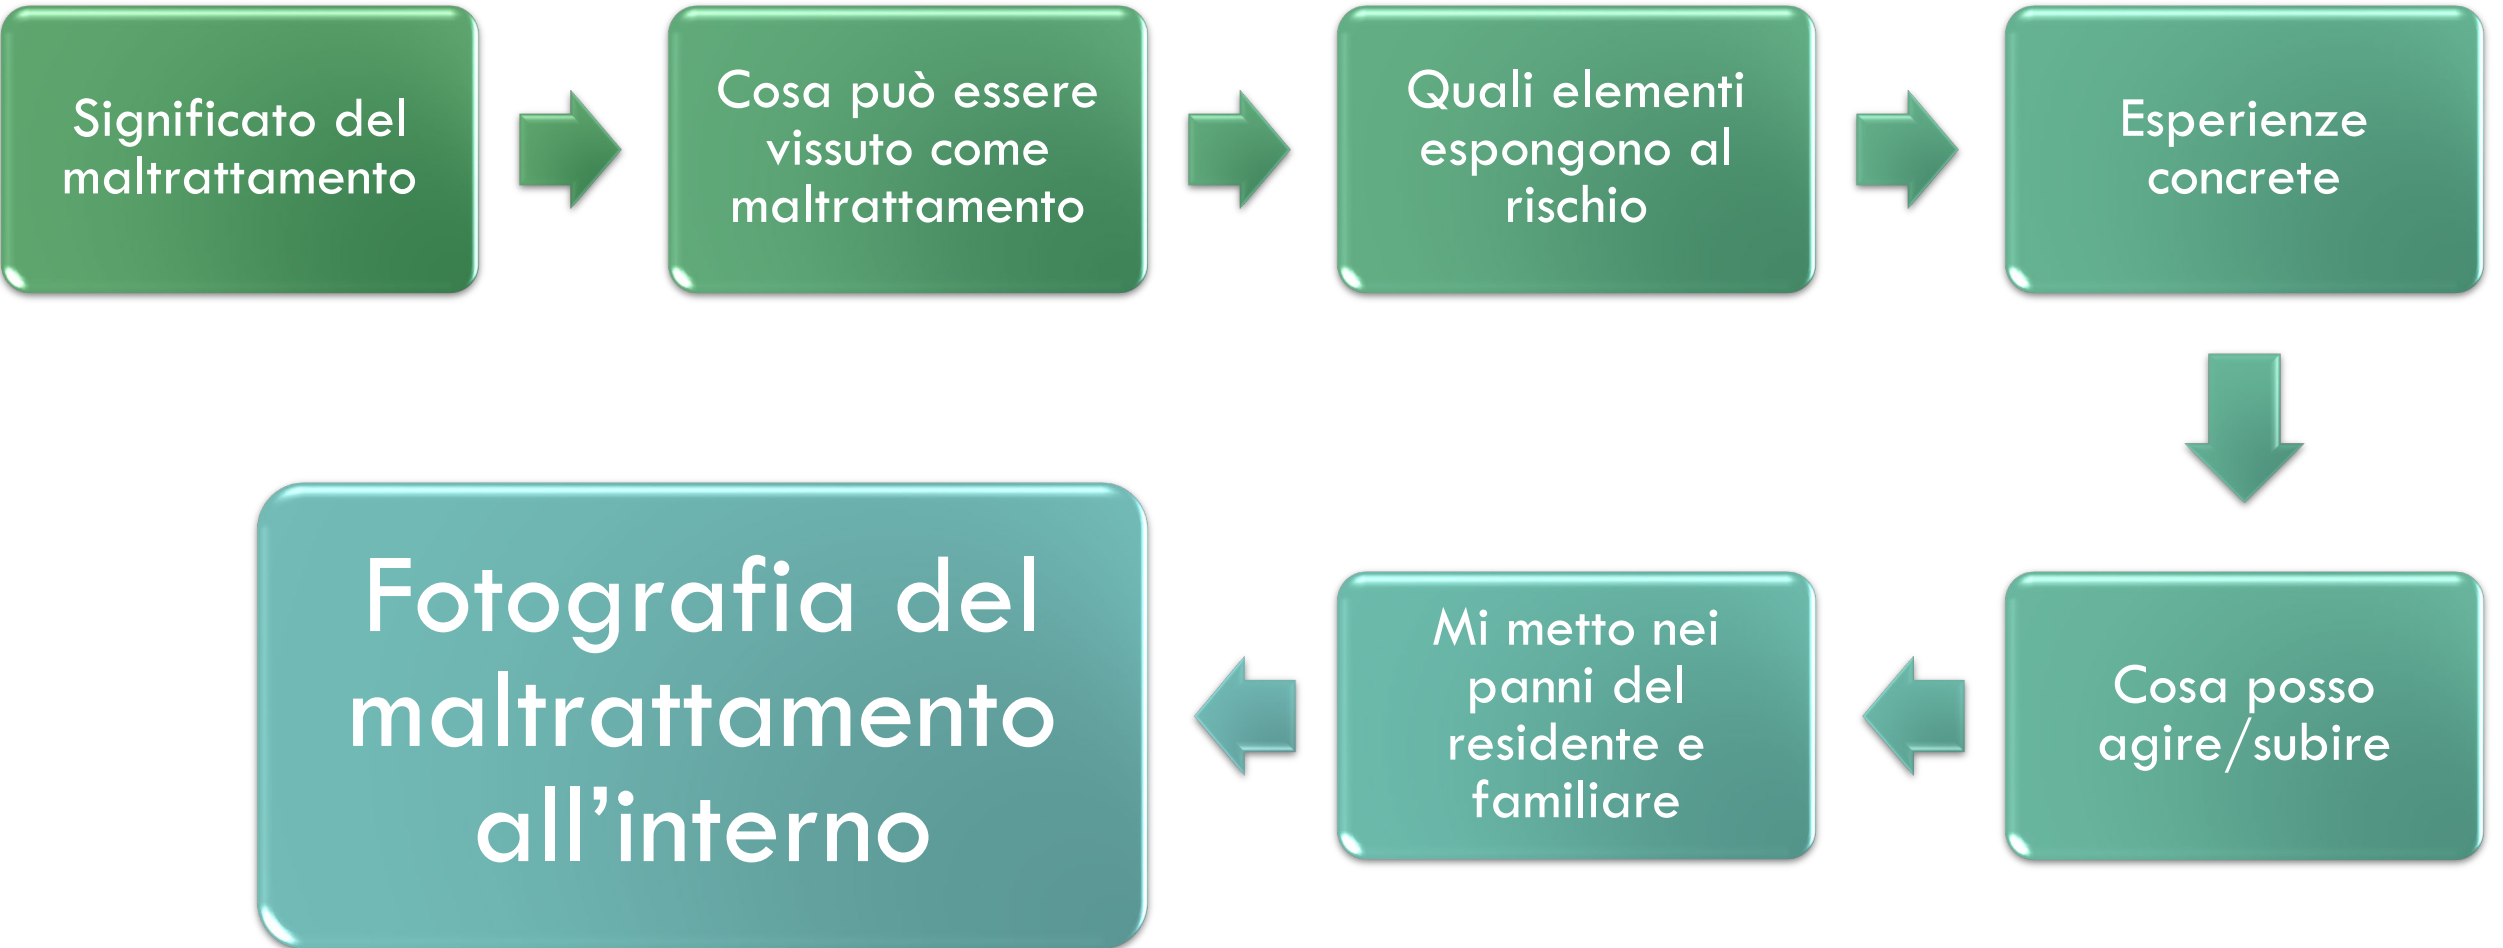 Significato del
maltrattamento
Cosa può essere
vissuto come
maltrattamento
Quali elementi
espongono al
rischio
Esperienze
concrete
Cosa posso
agire/subire
Mi metto nei
panni del
residente e
familiare
Fotografia del
maltrattamento
all’interno